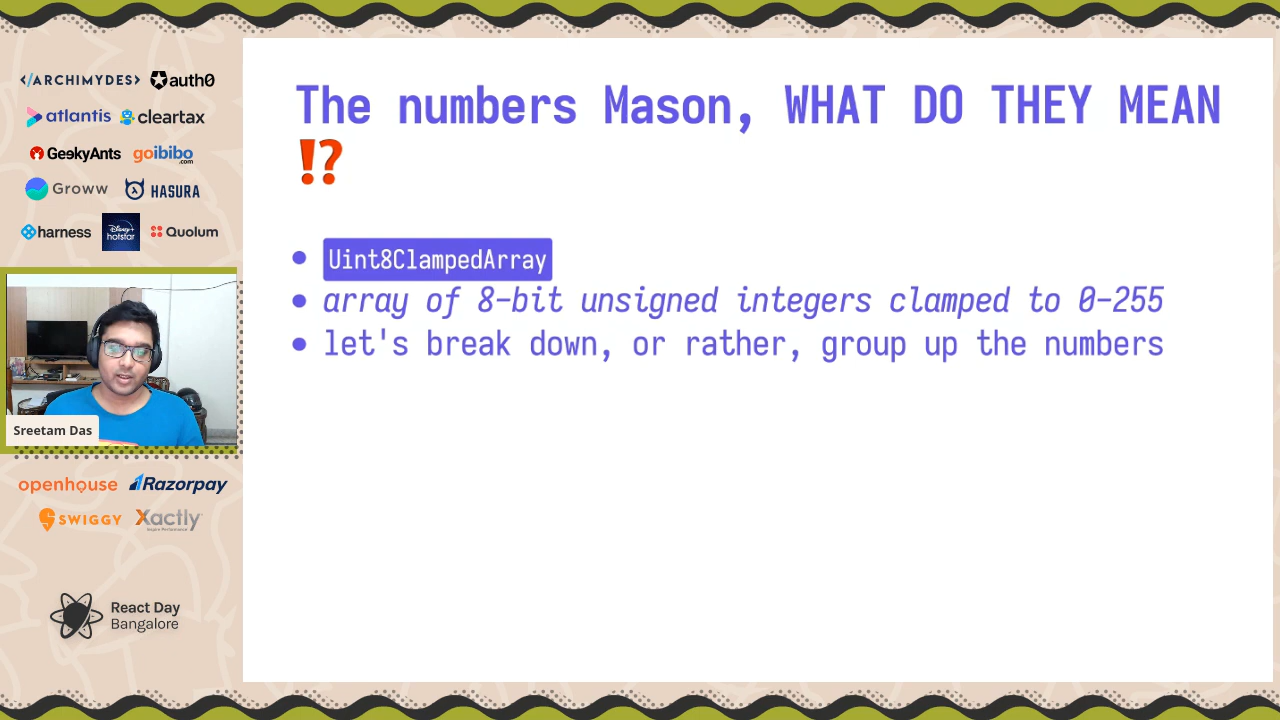 </ARCHIMYDES> auth0
atlantis cleartax
GeekyAnts goibibo.com
Groww HASURA
harness Disney+ hotstar Quolum
Sreetam Das
openhouse Razorpay
SWIGGY Xactly
React Day
Bangalore
The numbers Mason, WHAT DO THEY MEAN
⁉️
• Uint8ClampedArray
• array of 8-bit unsigned integers clamped to 0-255
• let's break down, or rather, group up the numbers